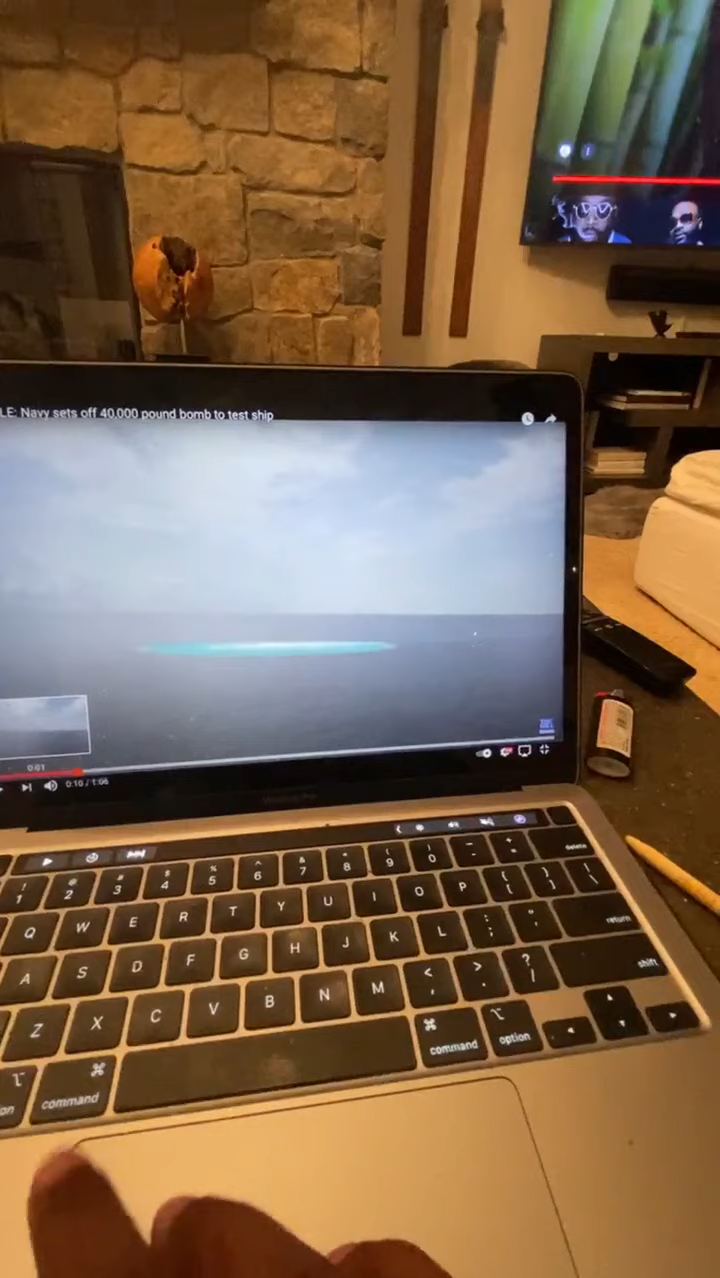 LE: Navy sets off 40,000 pound bomb to test ship
0:01
0:10 / 1:06
! 1 @ 2 # 3 $ 4 % 5 ^ 6 & 7 * 8 ( 9 ) 0 _ - + = delete
Q W E R T Y U I O P { [ } ] | \
A S D F G H J K L : ; " ' return
Z X C V B N M < , > . ? / shift
on command command option